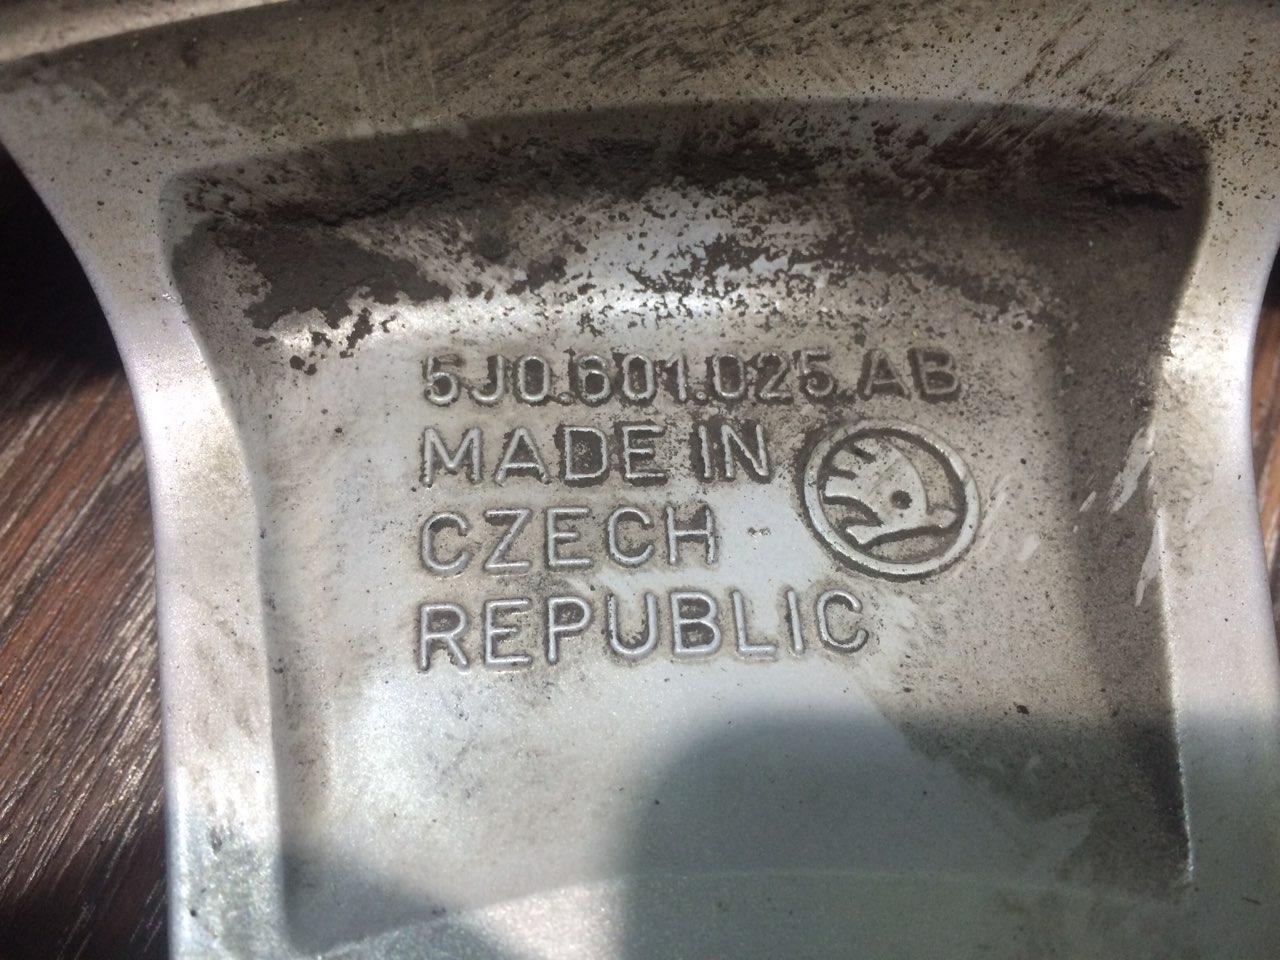 5J0.601.025.AB
MADE IN
CZECH
REPUBLIC